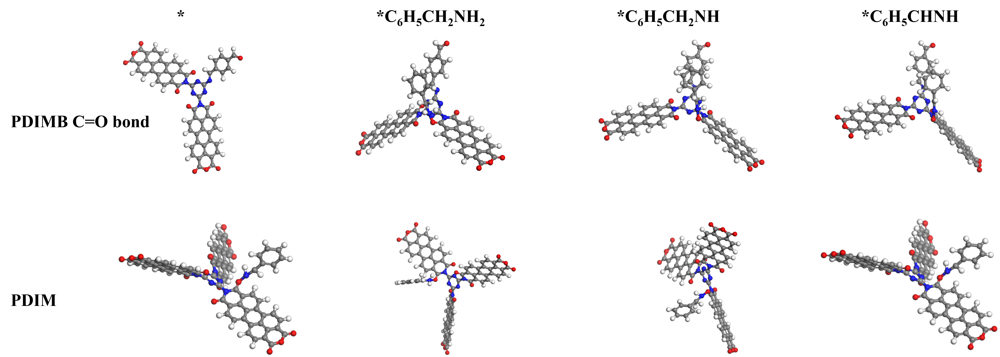 *
*C₆H₅CH₂NH₂
*C₆H₅CH₂NH
*C₆H₅CHNH
PDIMB C=O bond
PDIM